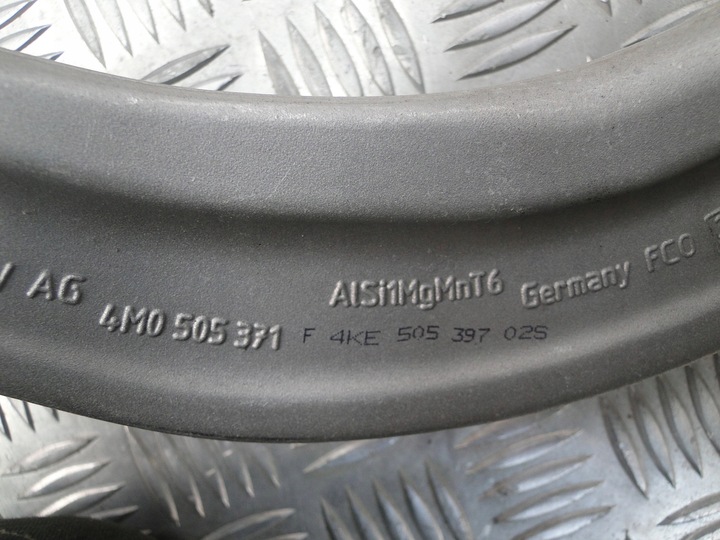 AG AlSi1MgMnT6 Germany FCO
4M0 505 371 F 4KE 505 397 02S